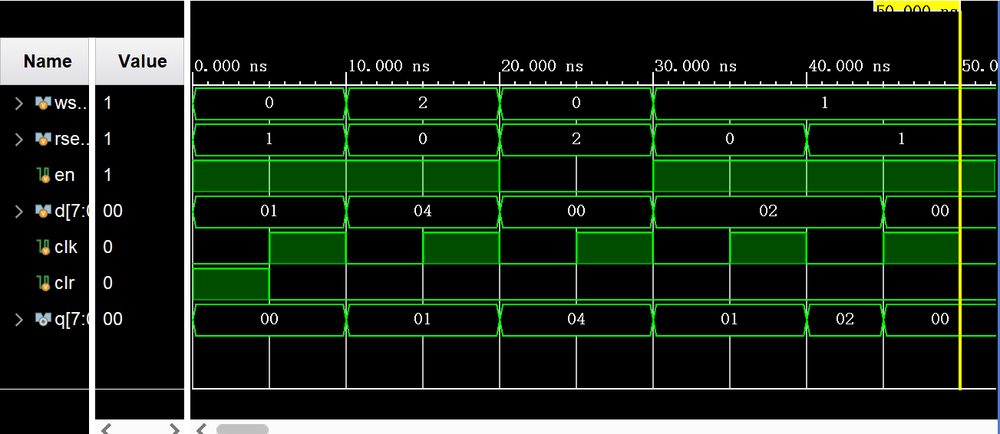 50.000 ns
Name Value
0.000 ns 10.000 ns 20.000 ns 30.000 ns 40.000 ns 50.0
ws... 1 0 2 0 1
rse... 1 1 0 2 0 1
en 1
d[7:0 00 01 04 00 02 00
clk 0
clr 0
q[7:0 00 00 01 04 01 02 00